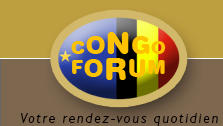 CONGO
FORUM
Votre rendez-vous quotidien